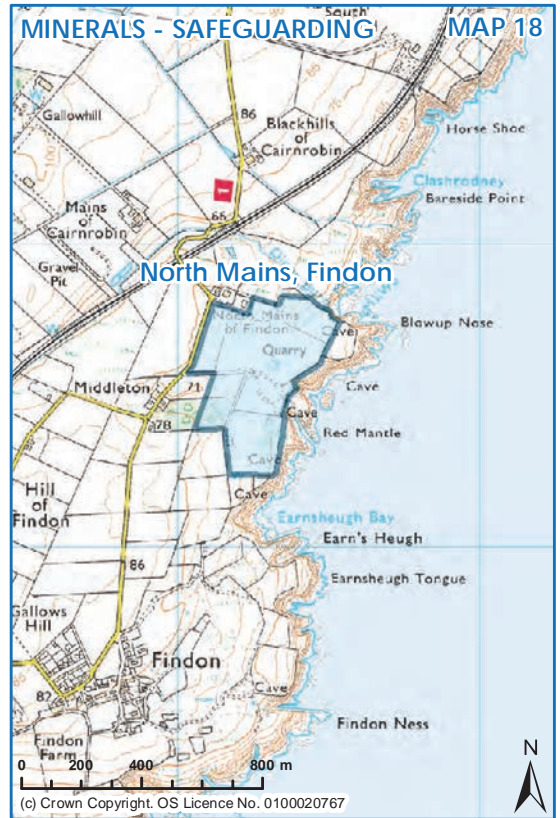 MINERALS - SAFEGUARDING MAP 18
South
Gallowhill
86
Blackhills
of
Cairnrobin
Horse Shoe
Clashrodney
Bareside Point
1
Mains
of
Cairnrobin
66
Gravel
Pit
North Mains, Findon
North Mains
of Findon
Cave
Blowup Nose
Quarry
Middleton
71
Cave
Cave
78
Red Mantle
Cave
Cave
Hill
of
Findon
Earnsheugh Bay
Earn's Heugh
86
Earnsheugh Tongue
Gallows
Hill
Findon
82
Cave
Findon Ness
Findon
Farm
N
0 200 400 800 m
(c) Crown Copyright. OS Licence No. 0100020767